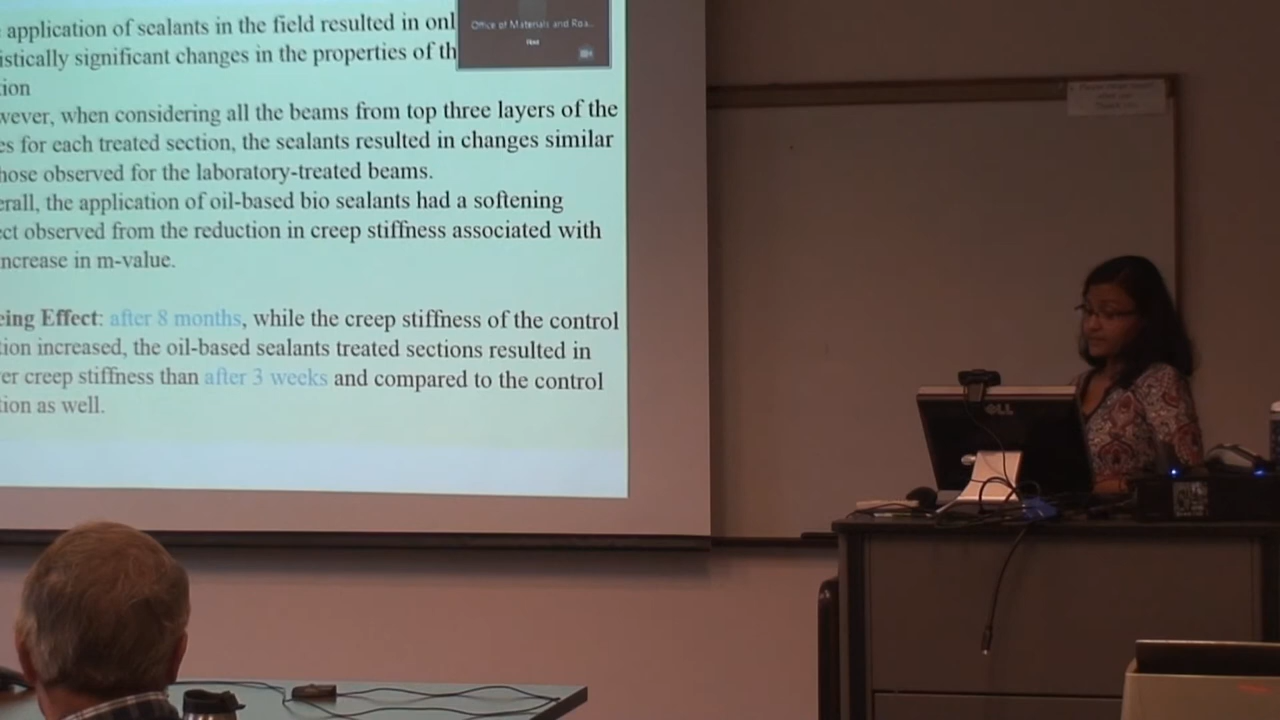 application of sealants in the field resulted in onl
istically significant changes in the properties of th
ion
wever, when considering all the beams from top three layers of the
es for each treated section, the sealants resulted in changes similar
hose observed for the laboratory-treated beams.
erall, the application of oil-based bio sealants had a softening
ct observed from the reduction in creep stiffness associated with
ncrease in m-value.
eing Effect: after 8 months, while the creep stiffness of the control
tion increased, the oil-based sealants treated sections resulted in
er creep stiffness than after 3 weeks and compared to the control
tion as well.
Office of Materials and Roa...
DELL